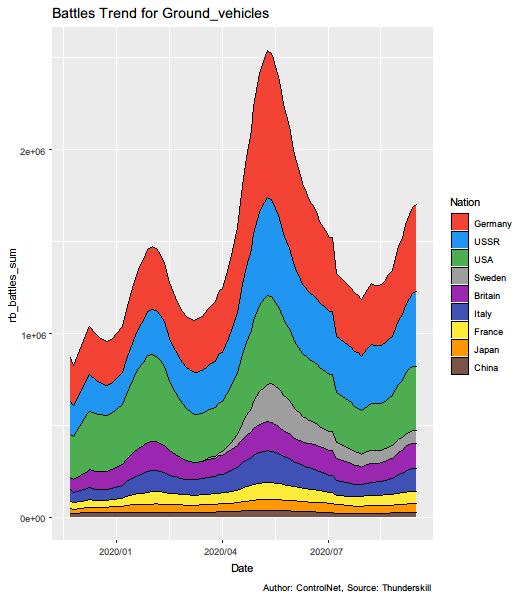 Battles Trend for Ground_vehicles
rb_battles_sum
2e+06
1e+06
0e+00
2020/01
2020/04
2020/07
Date
Nation
Germany
USSR
USA
Sweden
Britain
Italy
France
Japan
China
Author: ControlNet, Source: Thunderskill